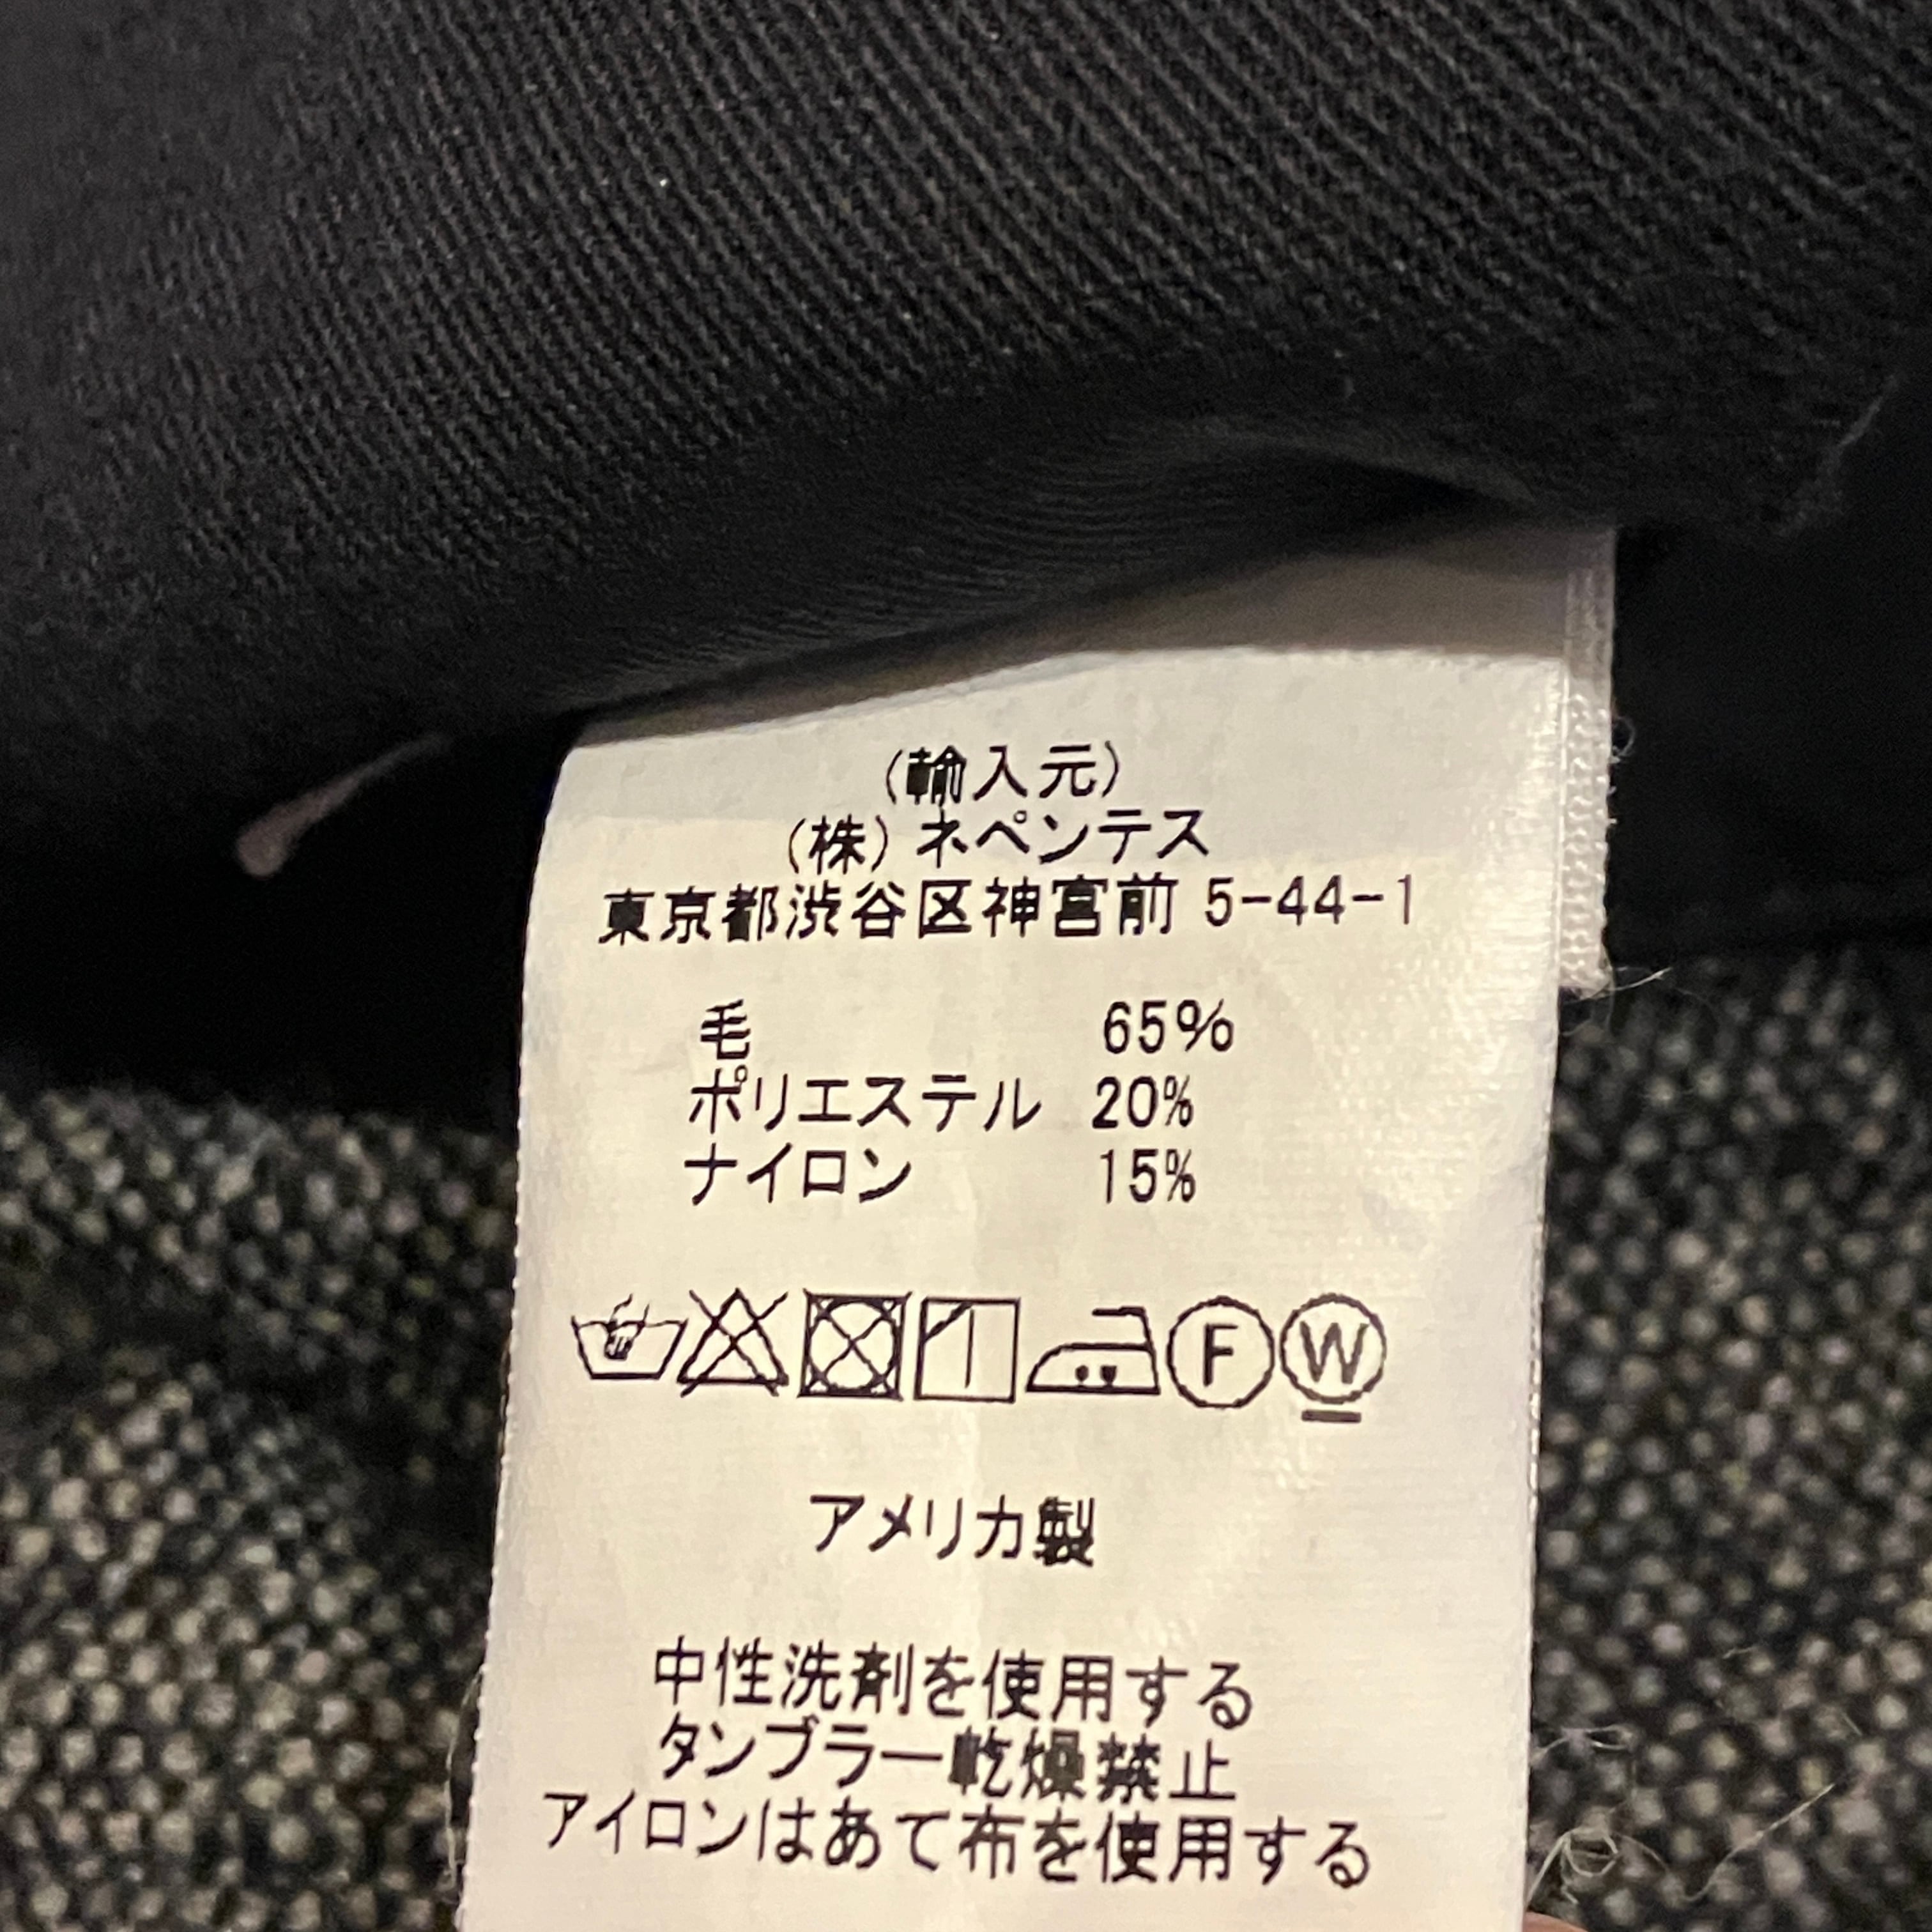 (輸入元)
(株)ネペンテス
東京都渋谷区神宮前 5-44-1
毛 65%
ポリエステル 20%
ナイロン 15%
F W
アメリカ製
中性洗剤を使用する
タンブラー乾燥禁止
アイロンはあて布を使用する